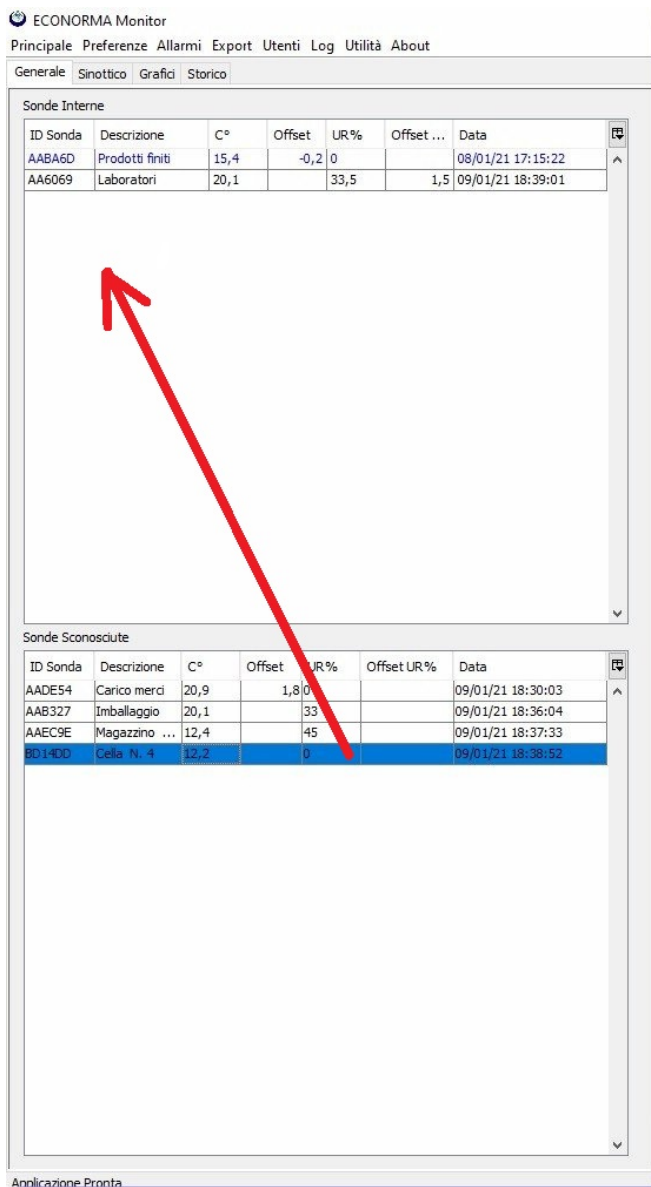 ECONORMA Monitor
Principale Preferenze Allarmi Export Utenti Log Utilità About
Generale Sinottico Grafici Storico
Sonde Interne
ID Sonda Descrizione C° Offset UR% Offset ... Data
AABA6D Prodotti finiti 15,4 -0,2 0 08/01/21 17:15:22
AA6069 Laboratori 20,1 33,5 1,5 09/01/21 18:39:01
Sonde Sconosciute
ID Sonda Descrizione C° Offset UR% Offset UR% Data
AADE54 Carico merci 20,9 1,8 0 09/01/21 18:30:03
AAB327 Imballaggio 20,1 33 09/01/21 18:36:04
AAEC9E Magazzino ... 12,4 45 09/01/21 18:37:33
BD14DD Cella N. 4 12,2 0 09/01/21 18:38:52
Applicazione Pronta